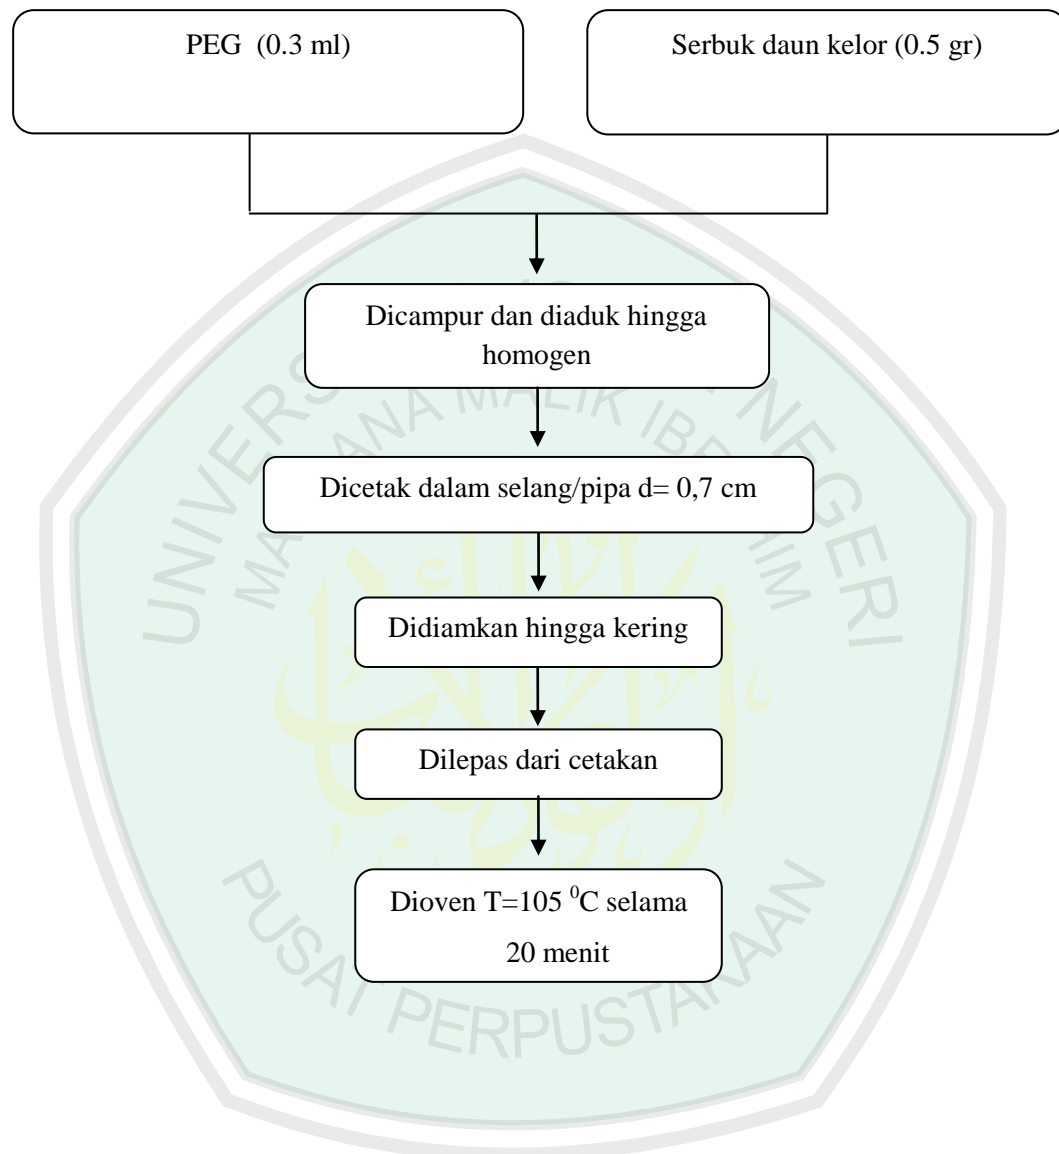 PEG (0.3 ml)
Serbuk daun kelor (0.5 gr)
Dicampur dan diaduk hingga
homogen
Dicetak dalam selang/pipa d= 0,7 cm
Didiamkan hingga kering
Dilepas dari cetakan
Dioven T=105 ⁰C selama
20 menit
PUSAT PERPUSTAKAAN